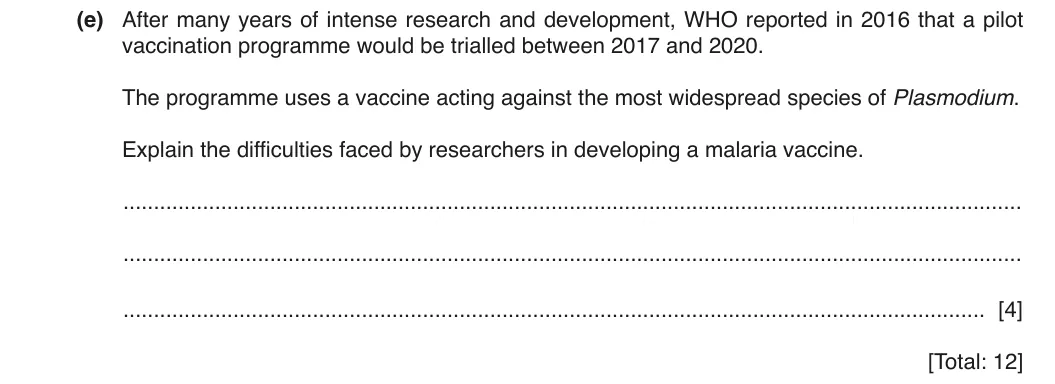 (e) After many years of intense research and development, WHO reported in 2016 that a pilot
vaccination programme would be trialled between 2017 and 2020.
The programme uses a vaccine acting against the most widespread species of Plasmodium.
Explain the difficulties faced by researchers in developing a malaria vaccine.
..........................................................................................................................................................
..........................................................................................................................................................
.................................................................................................................................................... [4]
[Total: 12]